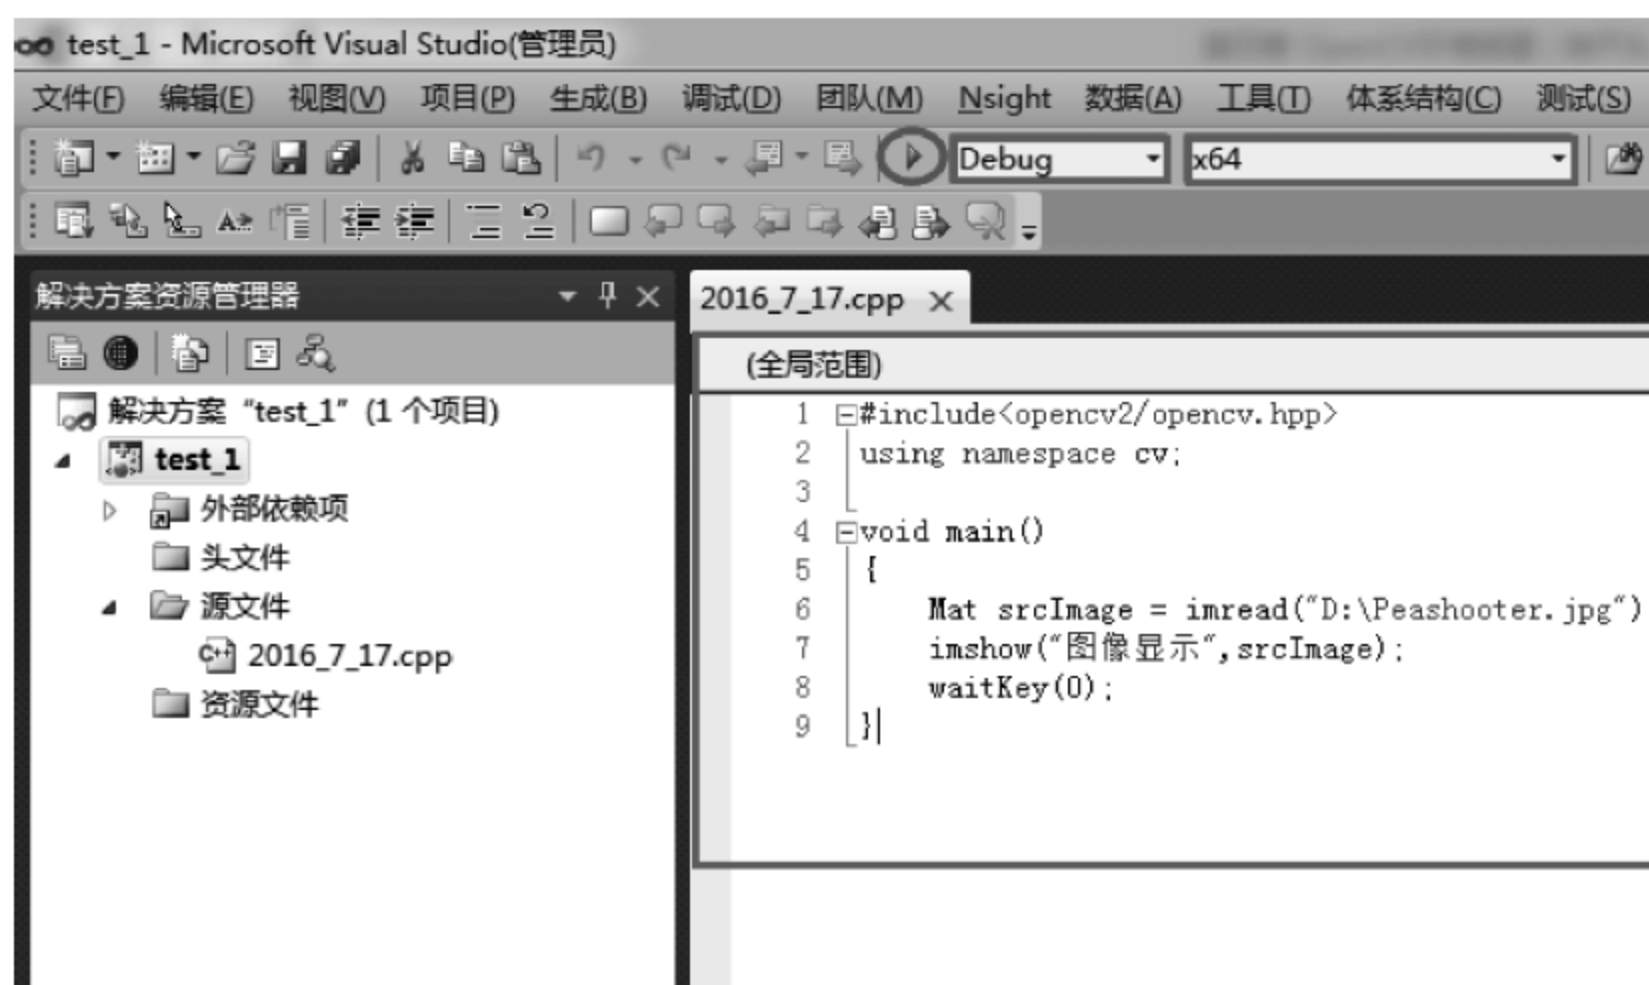 test_1 - Microsoft Visual Studio(管理员)
文件(F) 编辑(E) 视图(V) 项目(P) 生成(B) 调试(D) 团队(M) Nsight 数据(A) 工具(T) 体系结构(C) 测试(S)
Debug x64
解决方案资源管理器
解决方案“test_1”(1 个项目)
test_1
外部依赖项
头文件
源文件
2016_7_17.cpp
资源文件
2016_7_17.cpp
(全局范围)
1 #include<opencv2/opencv.hpp>
2 using namespace cv;
3
4 void main()
5 {
6 Mat srcImage = imread("D:\Peashooter.jpg")
7 imshow("图像显示",srcImage);
8 waitKey(0);
9 }